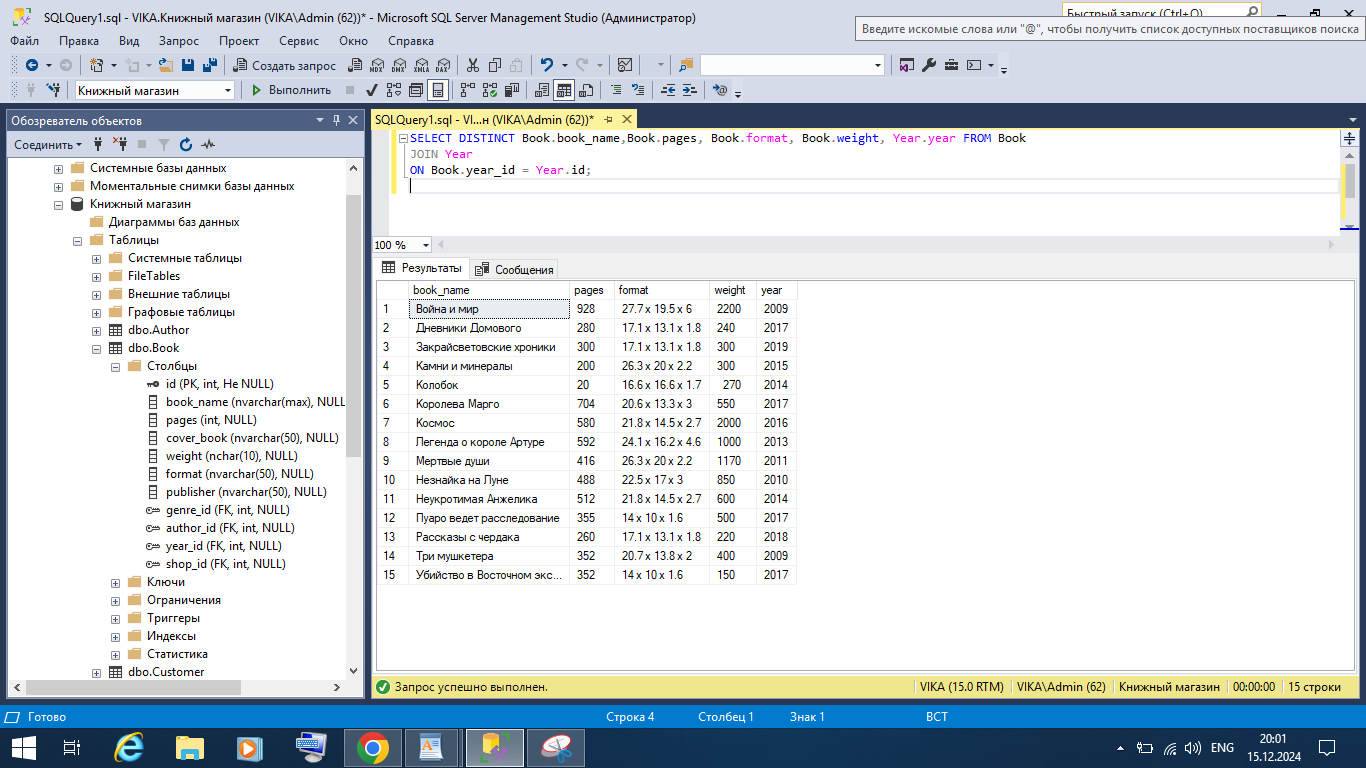 SQLQuery1.sql - VIKA.Книжный магазин (VIKA\Admin (62))* - Microsoft SQL Server Management Studio (Администратор)
Быстрый запуск (Ctrl+Q)
Файл Правка Вид Запрос Проект Сервис Окно Справка
Введите искомые слова или "@", чтобы получить список доступных поставщиков поиска
Создать запрос MDX DMX XMLA DAX
Книжный магазин Выполнить
Обозреватель объектов
Соединить
Системные базы данных
Моментальные снимки базы данных
Книжный магазин
Диаграммы баз данных
Таблицы
Системные таблицы
FileTables
Внешние таблицы
Графовые таблицы
dbo.Author
dbo.Book
Столбцы
id (PK, int, Не NULL)
book_name (nvarchar(max), NULL
pages (int, NULL)
cover_book (nvarchar(50), NULL)
weight (nchar(10), NULL)
format (nvarchar(50), NULL)
publisher (nvarchar(50), NULL)
genre_id (FK, int, NULL)
author_id (FK, int, NULL)
year_id (FK, int, NULL)
shop_id (FK, int, NULL)
Ключи
Ограничения
Триггеры
Индексы
Статистика
dbo.Customer
SQLQuery1.sql - VI...н (VIKA\Admin (62))*
SELECT DISTINCT Book.book_name,Book.pages, Book.format, Book.weight, Year.year FROM Book
JOIN Year
ON Book.year_id = Year.id;
100 %
Результаты Сообщения
book_name pages format weight year
1 Война и мир 928 27.7 x 19.5 x 6 2200 2009
2 Дневники Домового 280 17.1 x 13.1 x 1.8 240 2017
3 Закрайсветовские хроники 300 17.1 x 13.1 x 1.8 300 2019
4 Камни и минералы 200 26.3 x 20 x 2.2 300 2015
5 Колобок 20 16.6 x 16.6 x 1.7 270 2014
6 Королева Марго 704 20.6 x 13.3 x 3 550 2017
7 Космос 580 21.8 x 14.5 x 2.7 2000 2016
8 Легенда о короле Артуре 592 24.1 x 16.2 x 4.6 1000 2013
9 Мертвые души 416 26.3 x 20 x 2.2 1170 2011
10 Незнайка на Луне 488 22.5 x 17 x 3 850 2010
11 Неукротимая Анжелика 512 21.8 x 14.5 x 2.7 600 2014
12 Пуаро ведет расследование 355 14 x 10 x 1.6 500 2017
13 Рассказы с чердака 260 17.1 x 13.1 x 1.8 220 2018
14 Три мушкетера 352 20.7 x 13.8 x 2 400 2009
15 Убийство в Восточном экс... 352 14 x 10 x 1.6 150 2017
Запрос успешно выполнен. VIKA (15.0 RTM) VIKA\Admin (62) Книжный магазин 00:00:00 15 строки
Готово Строка 4 Столбец 1 Знак 1 ВСТ
ENG 20:01
15.12.2024